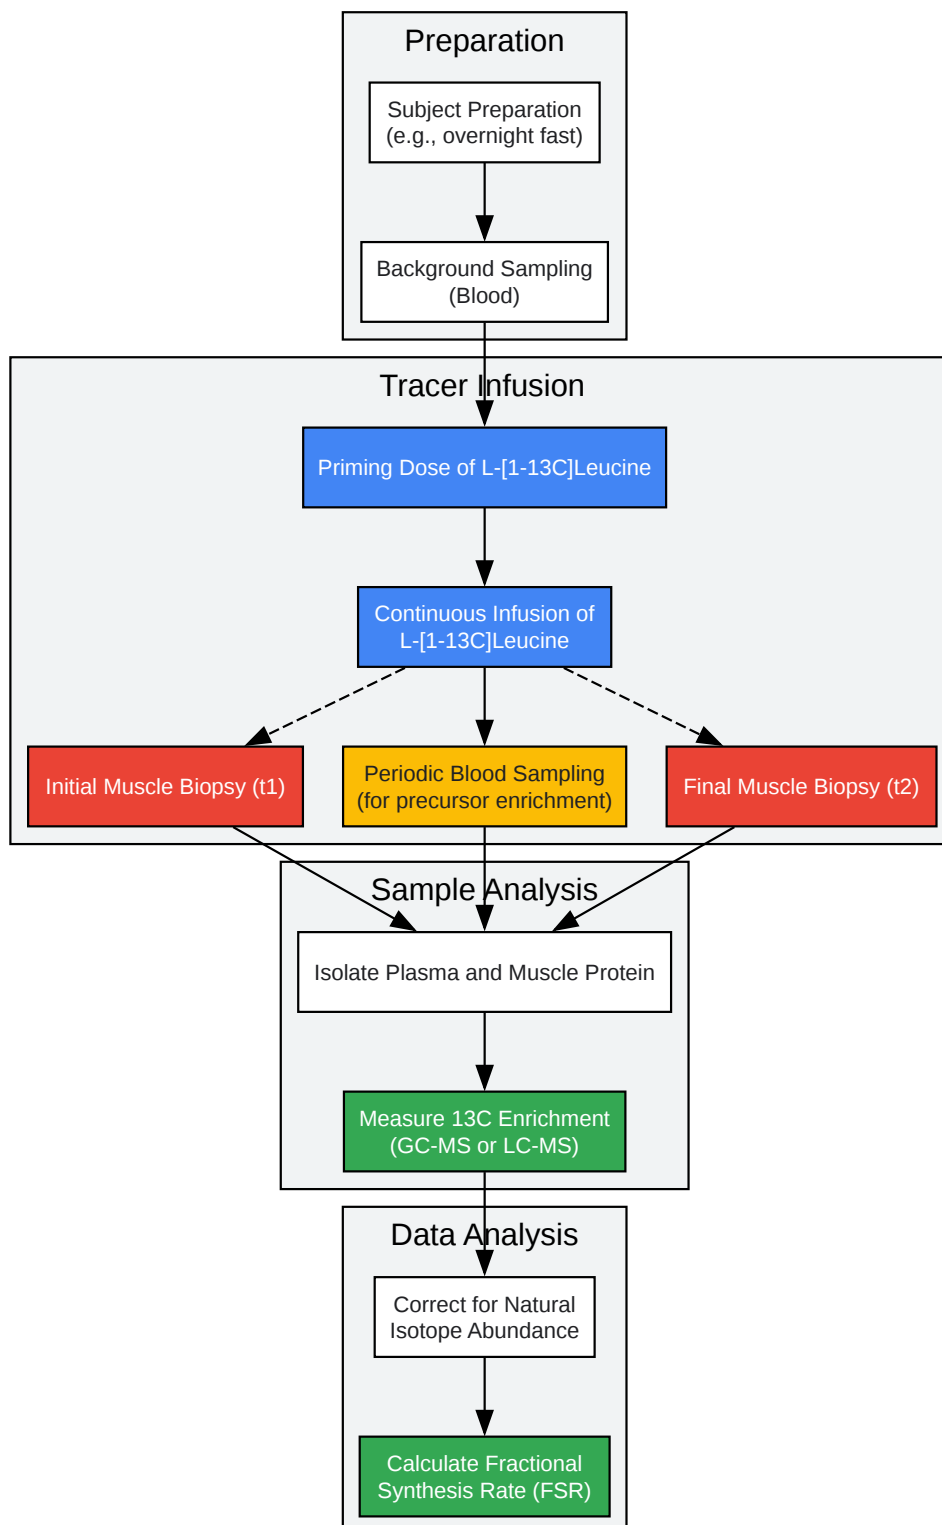 Preparation
Subject Preparation
(e.g., overnight fast)
Background Sampling
(Blood)
Tracer Infusion
Priming Dose of L-[1-13C]Leucine
Continuous Infusion of
L-[1-13C]Leucine
Initial Muscle Biopsy (t1)
Periodic Blood Sampling
(for precursor enrichment)
Final Muscle Biopsy (t2)
Sample Analysis
Isolate Plasma and Muscle Protein
Measure 13C Enrichment
(GC-MS or LC-MS)
Data Analysis
Correct for Natural
Isotope Abundance
Calculate Fractional
Synthesis Rate (FSR)